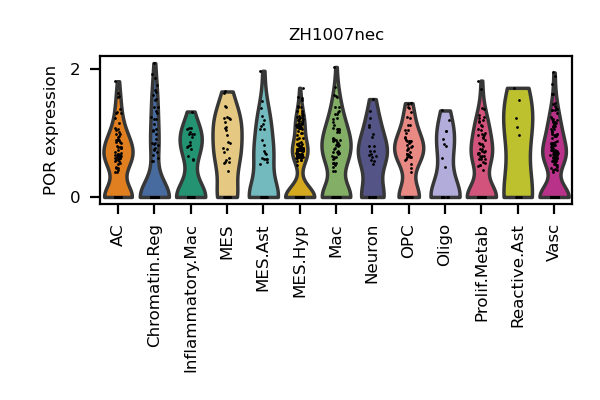 ZH1007nec
POR expression
2
0
AC
Chromatin.Reg
Inflammatory.Mac
MES
MES.Ast
MES.Hyp
Mac
Neuron
OPC
Oligo
Prolif.Metab
Reactive.Ast
Vasc